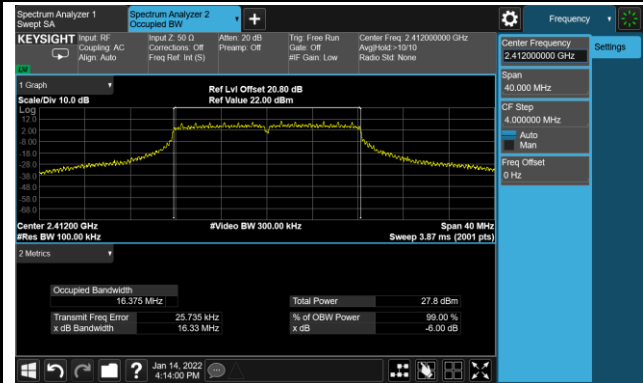 Spectrum Analyzer 1
Swept SA
Spectrum Analyzer 2
Occupied BW
Frequency
KEYSIGHT
Input: RF
Coupling: AC
Align: Auto
Input Z: 50 Ω
Corrections: Off
Freq Ref: Int (S)
Atten: 20 dB
Preamp: Off
Trig: Free Run
Gate: Off
#IF Gain: Low
Center Freq: 2.412000000 GHz
Avg|Hold:>10/10
Radio Std: None
Center Frequency
2.412000000 GHz
Settings
Span
40.000 MHz
CF Step
4.000000 MHz
Auto
Man
Freq Offset
0 Hz
1 Graph
Scale/Div 10.0 dB
Ref Lvl Offset 20.80 dB
Ref Value 22.00 dBm
Log
12.0
2.00
-8.00
-18.0
-28.0
-38.0
-48.0
-58.0
-68.0
Center 2.41200 GHz
#Res BW 100.00 kHz
#Video BW 300.00 kHz
Span 40 MHz
Sweep 3.87 ms (2001 pts)
2 Metrics
Occupied Bandwidth
16.375 MHz
Total Power 27.8 dBm
Transmit Freq Error 25.735 kHz
% of OBW Power 99.00 %
x dB Bandwidth 16.33 MHz
x dB -6.00 dB
Jan 14, 2022
4:14:00 PM